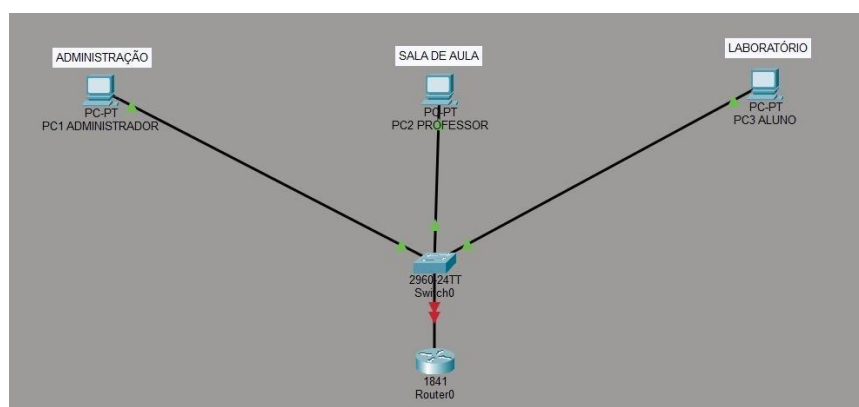 ADMINISTRAÇÃO
PC-PT
PC1 ADMINISTRADOR
SALA DE AULA
PC-PT
PC2 PROFESSOR
LABORATÓRIO
PC-PT
PC3 ALUNO
2960-24TT
Switch0
1841
Router0